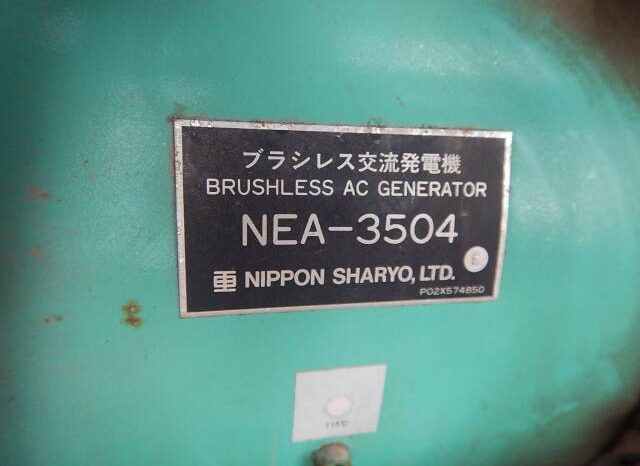 ブラシレス交流発電機
BRUSHLESS AC GENERATOR
NEA-3504
NIPPON SHARYO, LTD.
E
P02X574850
115℃